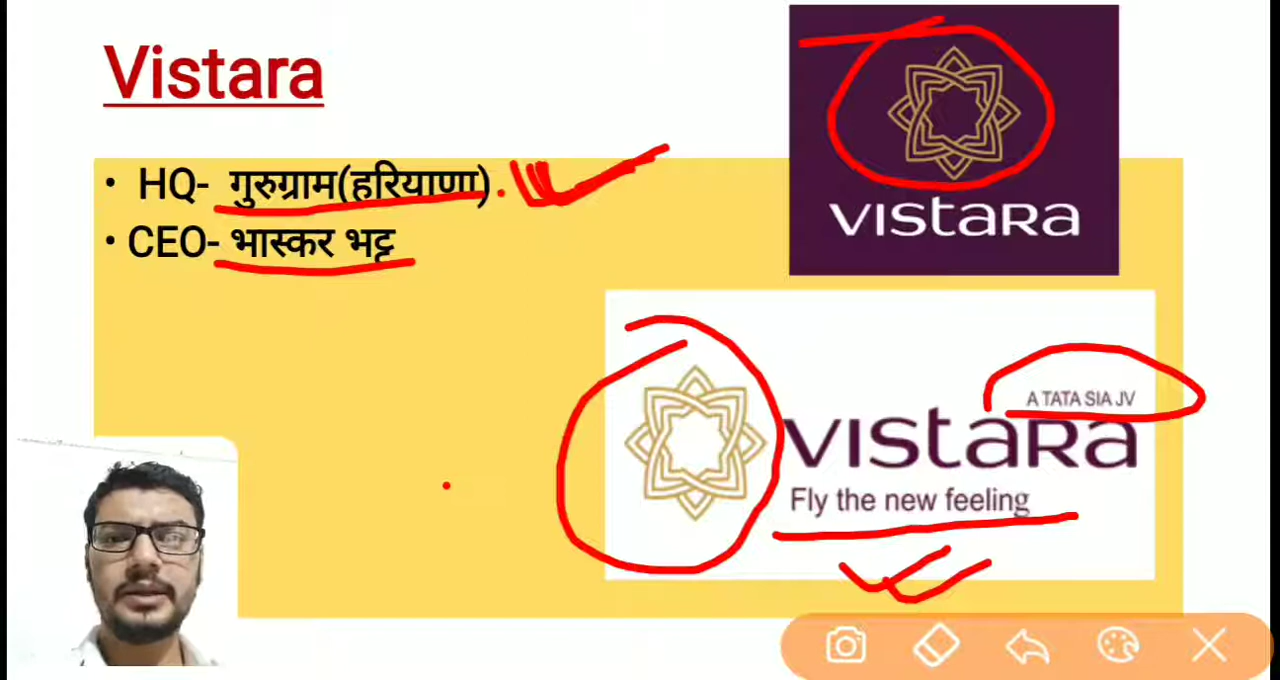 Vistara
• HQ- गुरुग्राम(हरियाणा).
• CEO- भास्कर भट्ट
VISTARA
A TATA SIA JV
VISTARA
Fly the new feeling